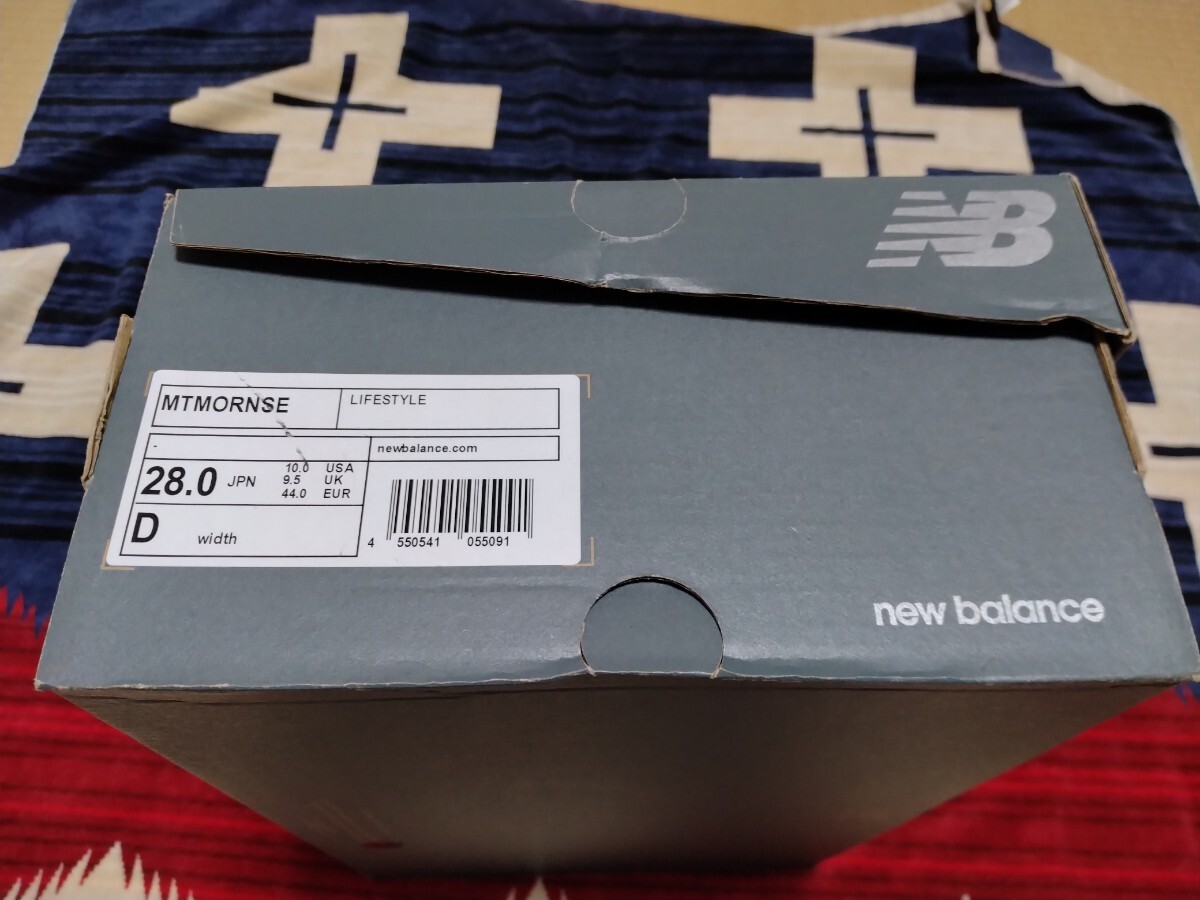 NB
MTMORNSE
LIFESTYLE
-
newbalance.com
28.0 JPN
10.0 USA
9.5 UK
44.0 EUR
D width
4 550541 055091
new balance